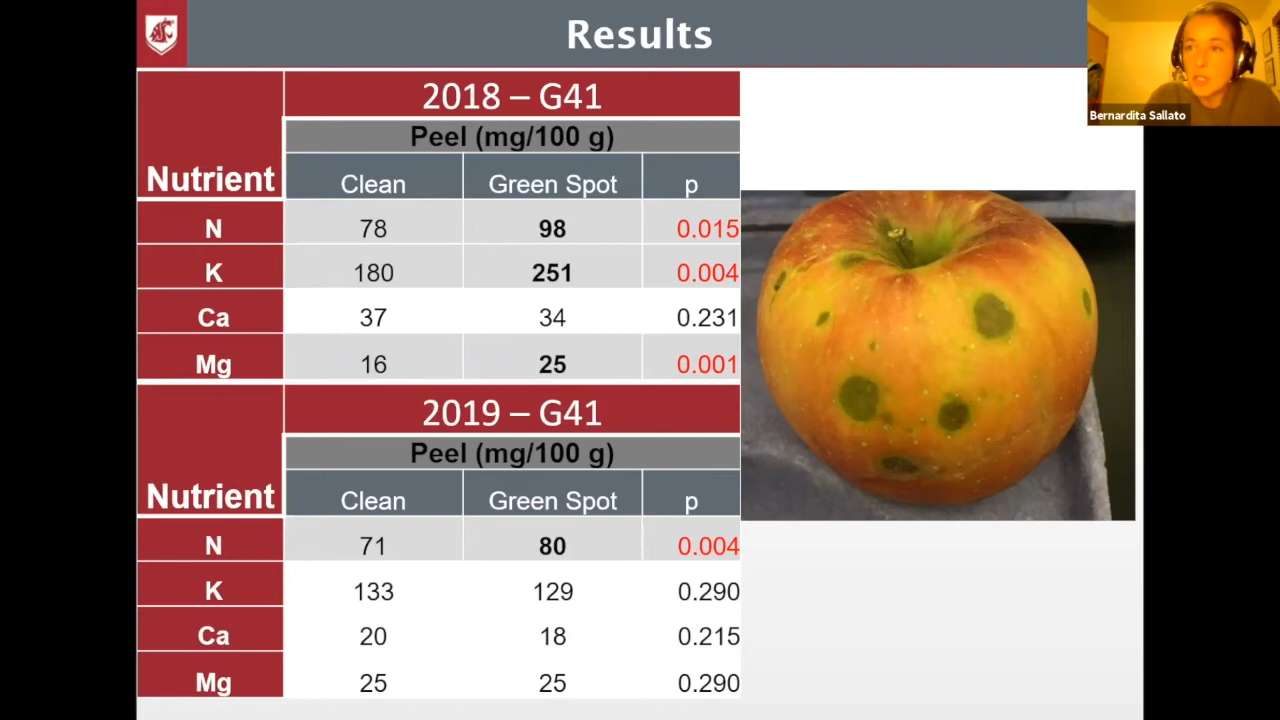 Results
Bernardita Sallato
2018 – G41
Peel (mg/100 g)
Nutrient Clean Green Spot p
N 78 98 0.015
K 180 251 0.004
Ca 37 34 0.231
Mg 16 25 0.001
2019 – G41
Peel (mg/100 g)
Nutrient Clean Green Spot p
N 71 80 0.004
K 133 129 0.290
Ca 20 18 0.215
Mg 25 25 0.290